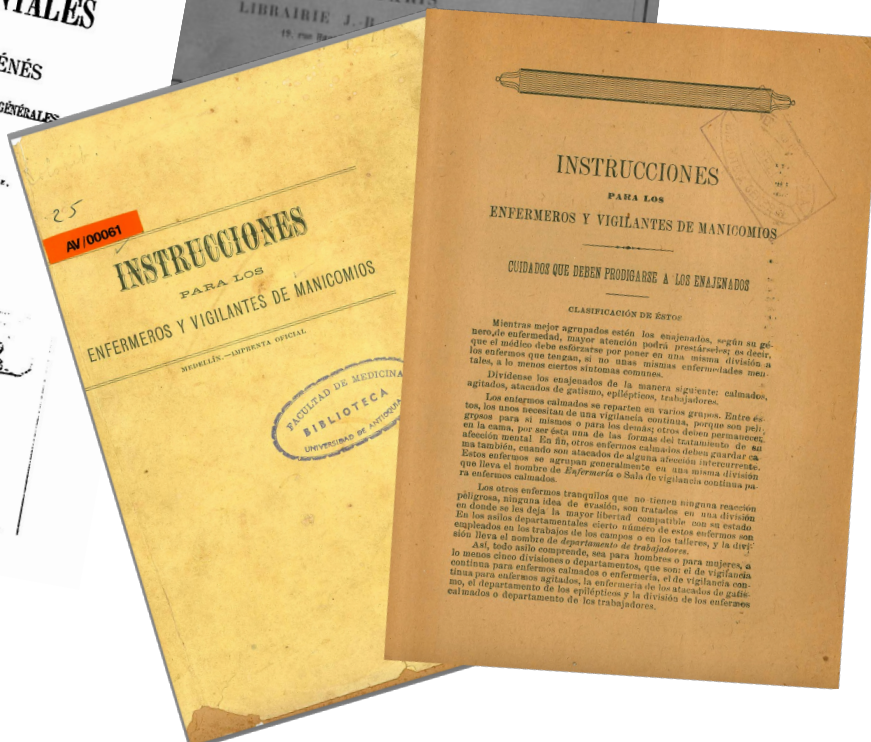 NTALES
ÉNÉS
GÉNÉRALES
LIBRAIRIE J.-B
19, rue
25
AV/00061
INSTRUCCIONES
PARA LOS
ENFERMEROS Y VIGILANTES DE MANICOMIOS
MEDELLÍN.—IMPRENTA OFICIAL
FACULTAD DE MEDICINA
BIBLIOTECA
UNIVERSIDAD DE ANTIOQUIA
INSTRUCCIONES
PARA LOS
ENFERMEROS Y VIGILANTES DE MANICOMIOS
CUIDADOS QUE DEBEN PRODIGARSE A LOS ENAJENADOS
CLASIFICACIÓN DE ÉSTOS
Mientras mejor agrupados estén los enajenados, según su gé-
nero de enfermedad, mayor atención podrá prestárseles; es decir,
que el médico debe esforzarse por poner en una misma división a
los enfermos que tengan, si no unas mismas enfermedades men-
tales, a lo menos ciertos síntomas comunes.
Divídense los enajenados de la manera siguiente: calmados,
agitados, atacados de gatismo, epilépticos, trabajadores.
Los enfermos calmados se reparten en varios grupos. Entre és-
tos, los unos necesitan de una vigilancia continua, porque son peli-
grosos para sí mismos o para los demás; otros deben permanecer
en la cama, por ser ésta una de las formas del tratamiento de su
afección mental En fin, otros enfermos calmados deben guardar ca-
ma también, cuando son atacados de alguna afección intercurrente.
Estos enfermos se agrupan generalmente en una misma división
que lleva el nombre de Enfermería o Sala de vigilancia continua pa-
ra enfermos calmados.
Los otros enfermos tranquilos que no tienen ninguna reacción
peligrosa, ninguna idea de evasión, son tratados en una división
en donde se les deja la mayor libertad compatible con su estado
En los asilos departamentales cierto número de estos enfermos son
empleados en los trabajos de los campos o en los talleres, y la divi-
sión lleva el nombre de departamento de trabajadores.
Así, todo asilo comprende, sea para hombres o para mujeres, a
lo menos cinco divisiones o departamentos, que son: el de vigilancia
continua para enfermos calmados o enfermería, el de vigilancia con-
tinua para enfermos agitados, la enfermería de los atacados de gatis-
mo, el departamento de los epilépticos y la división de los enfermos
calmados o departamento de los trabajadores.